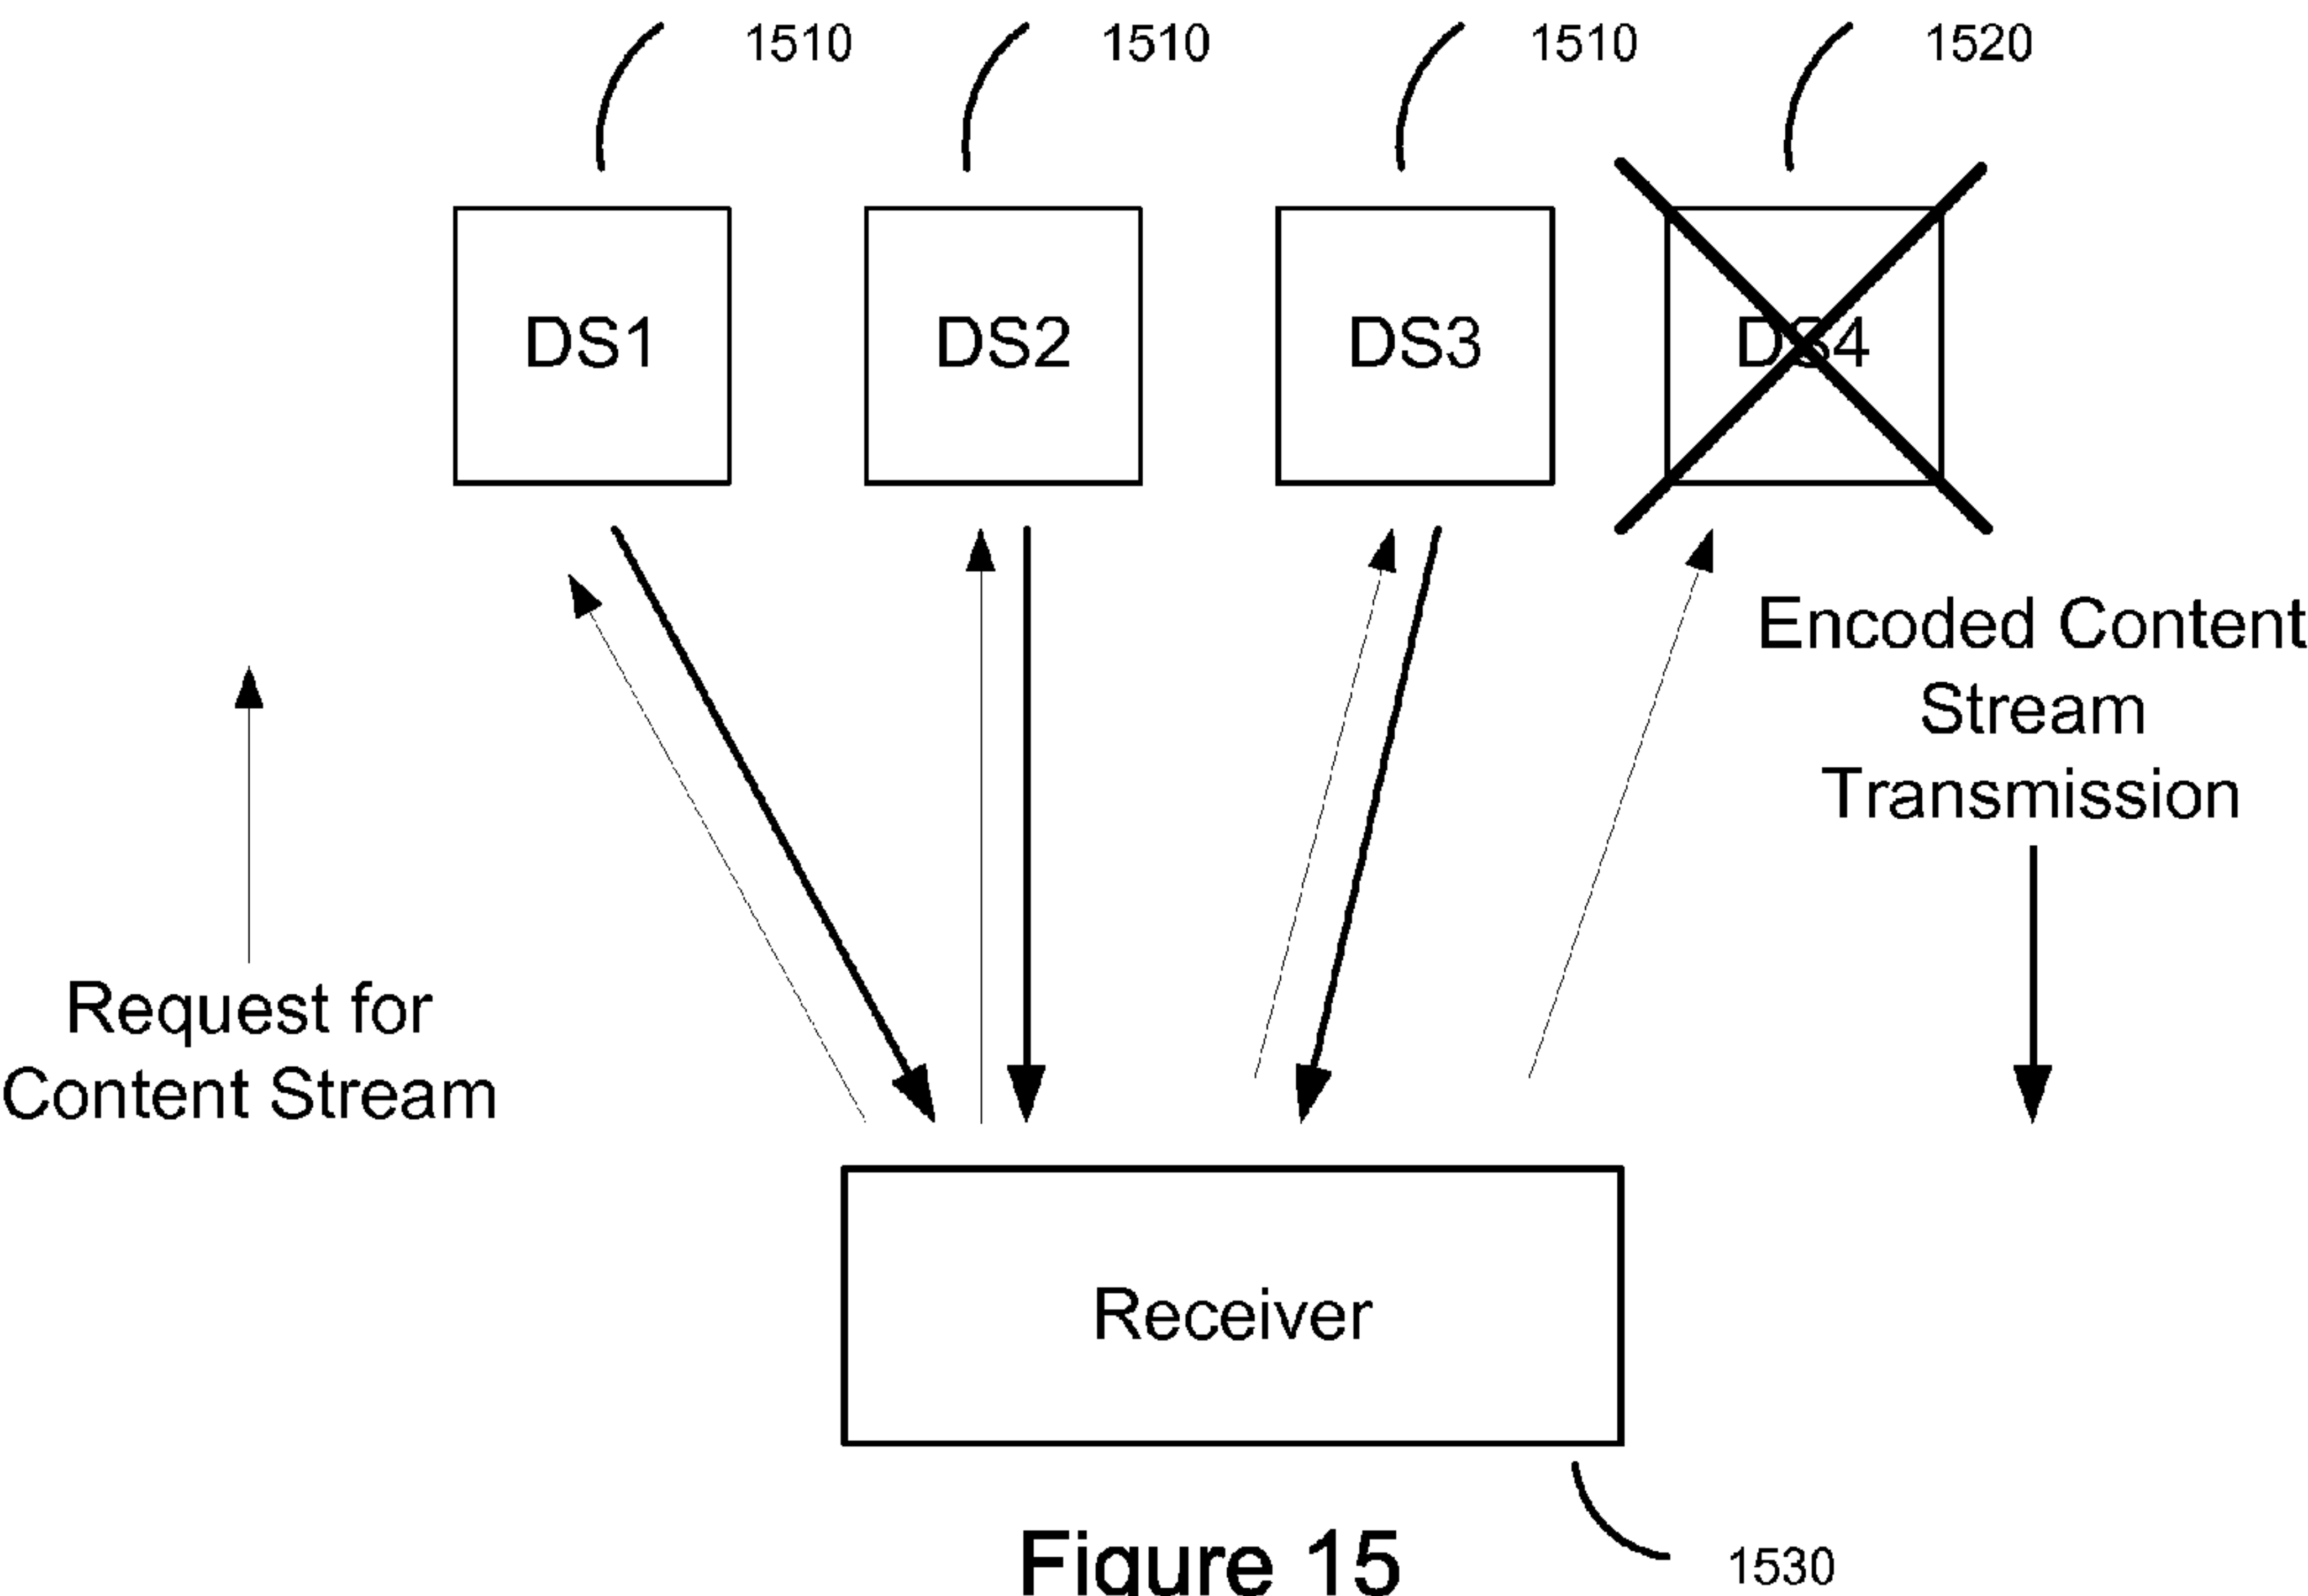 1510
1510
1510
1520
DS1
DS2
DS3
DS4
Encoded Content
Stream
Transmission
Request for
Content Stream
Receiver
Figure 15
1530